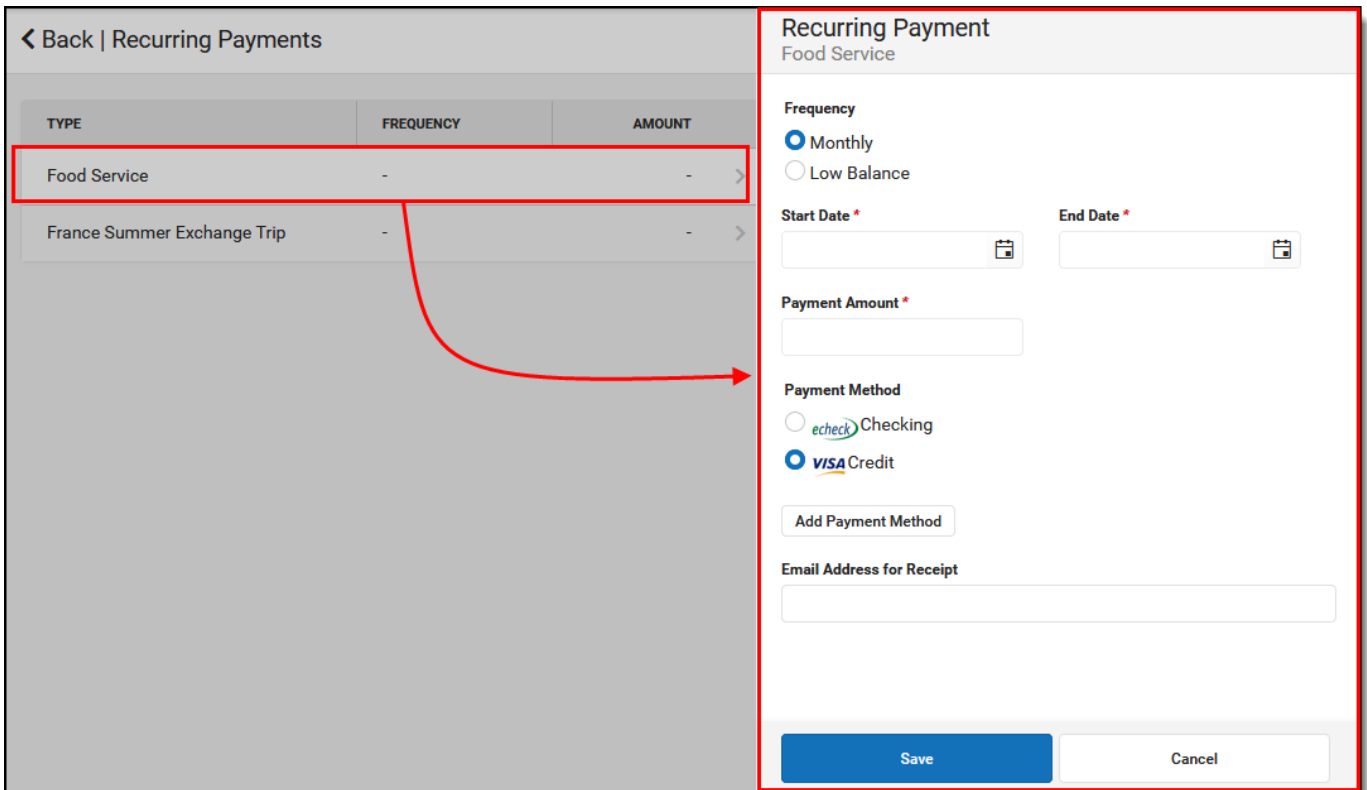 Back | Recurring Payments
TYPE FREQUENCY AMOUNT
Food Service - -
France Summer Exchange Trip - -
Recurring Payment
Food Service
Frequency
Monthly
Low Balance
Start Date * End Date *
Payment Amount *
Payment Method
echeck Checking
VISA Credit
Add Payment Method
Email Address for Receipt
Save Cancel